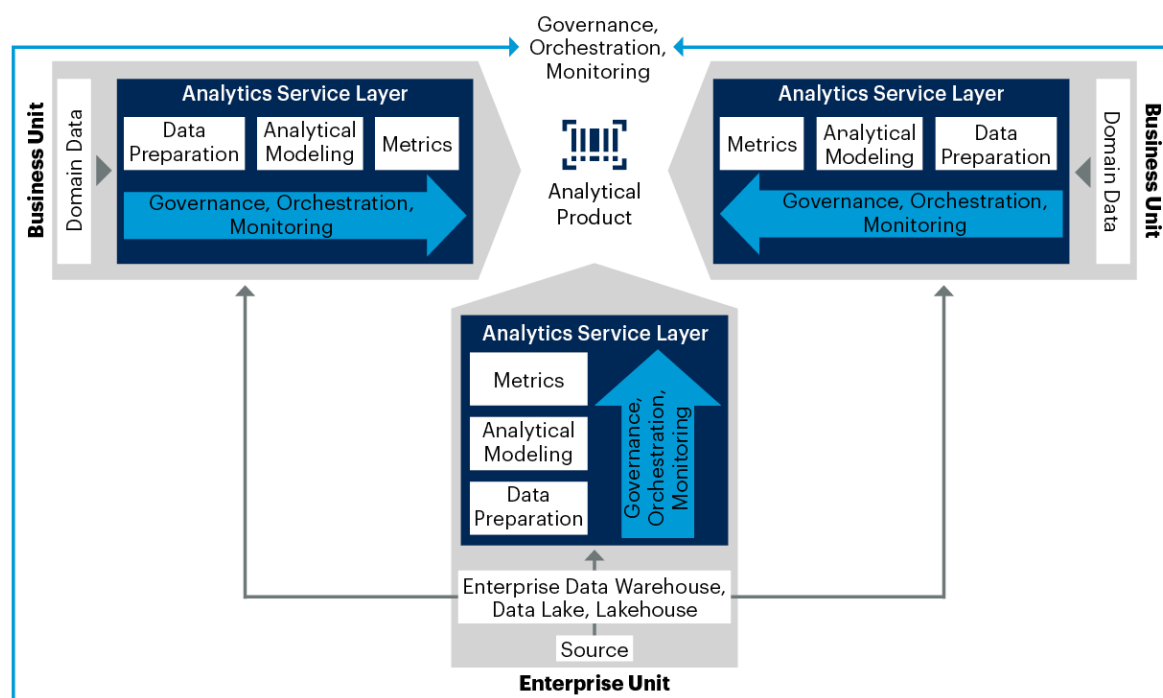 Governance,
Orchestration,
Monitoring
Business Unit
Domain Data
Analytics Service Layer
Data
Preparation
Analytical
Modeling
Metrics
Governance, Orchestration,
Monitoring
Analytical
Product
Analytics Service Layer
Metrics
Analytical
Modeling
Data
Preparation
Governance, Orchestration,
Monitoring
Domain Data
Business Unit
Analytics Service Layer
Metrics
Analytical
Modeling
Data
Preparation
Governance,
Orchestration,
Monitoring
Enterprise Data Warehouse,
Data Lake, Lakehouse
Source
Enterprise Unit